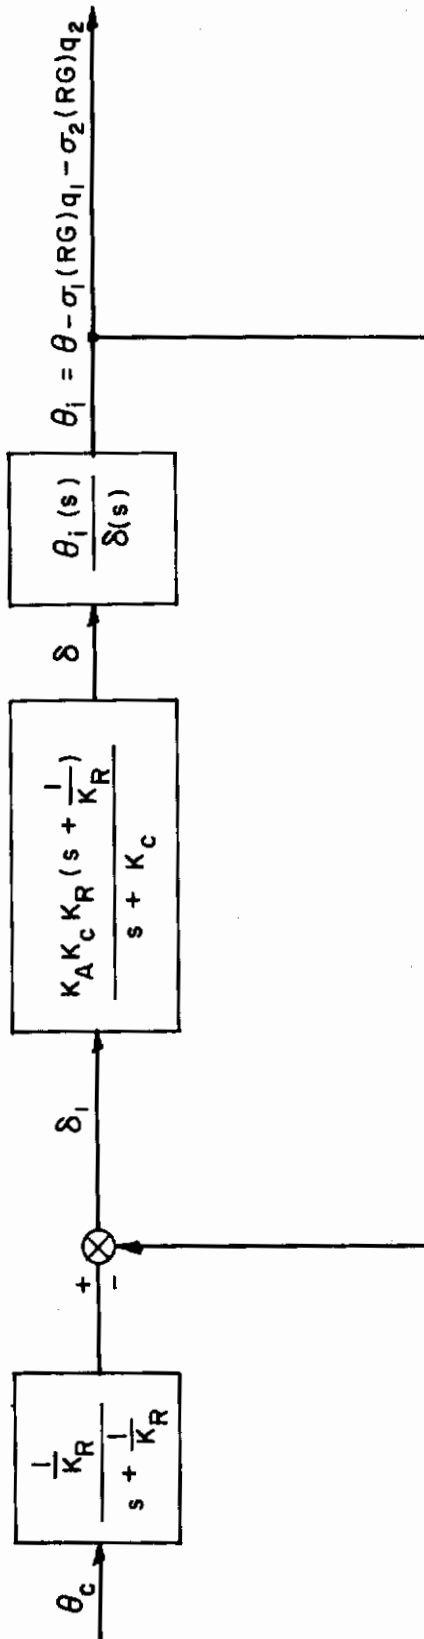 θ_c
1/K_R
s + 1/K_R
+
-
δ_1
K_A K_C K_R (s + 1/K_R)
s + K_C
δ
θ_i (s)
δ(s)
θ_i = θ - σ_1(RG)q_1 - σ_2(RG)q_2